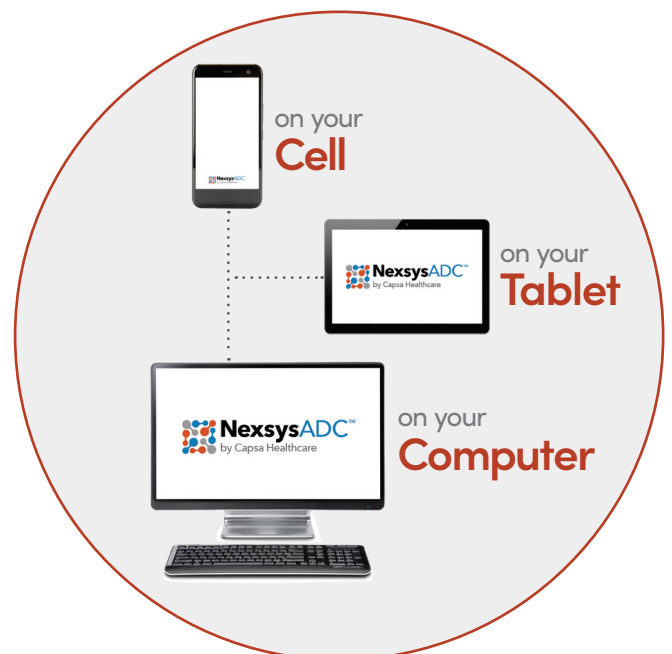 on your
Cell
NexsysADC
on your
Tablet
NexsysADC™
by Capsa Healthcare
on your
Computer
NexsysADC™
by Capsa Healthcare